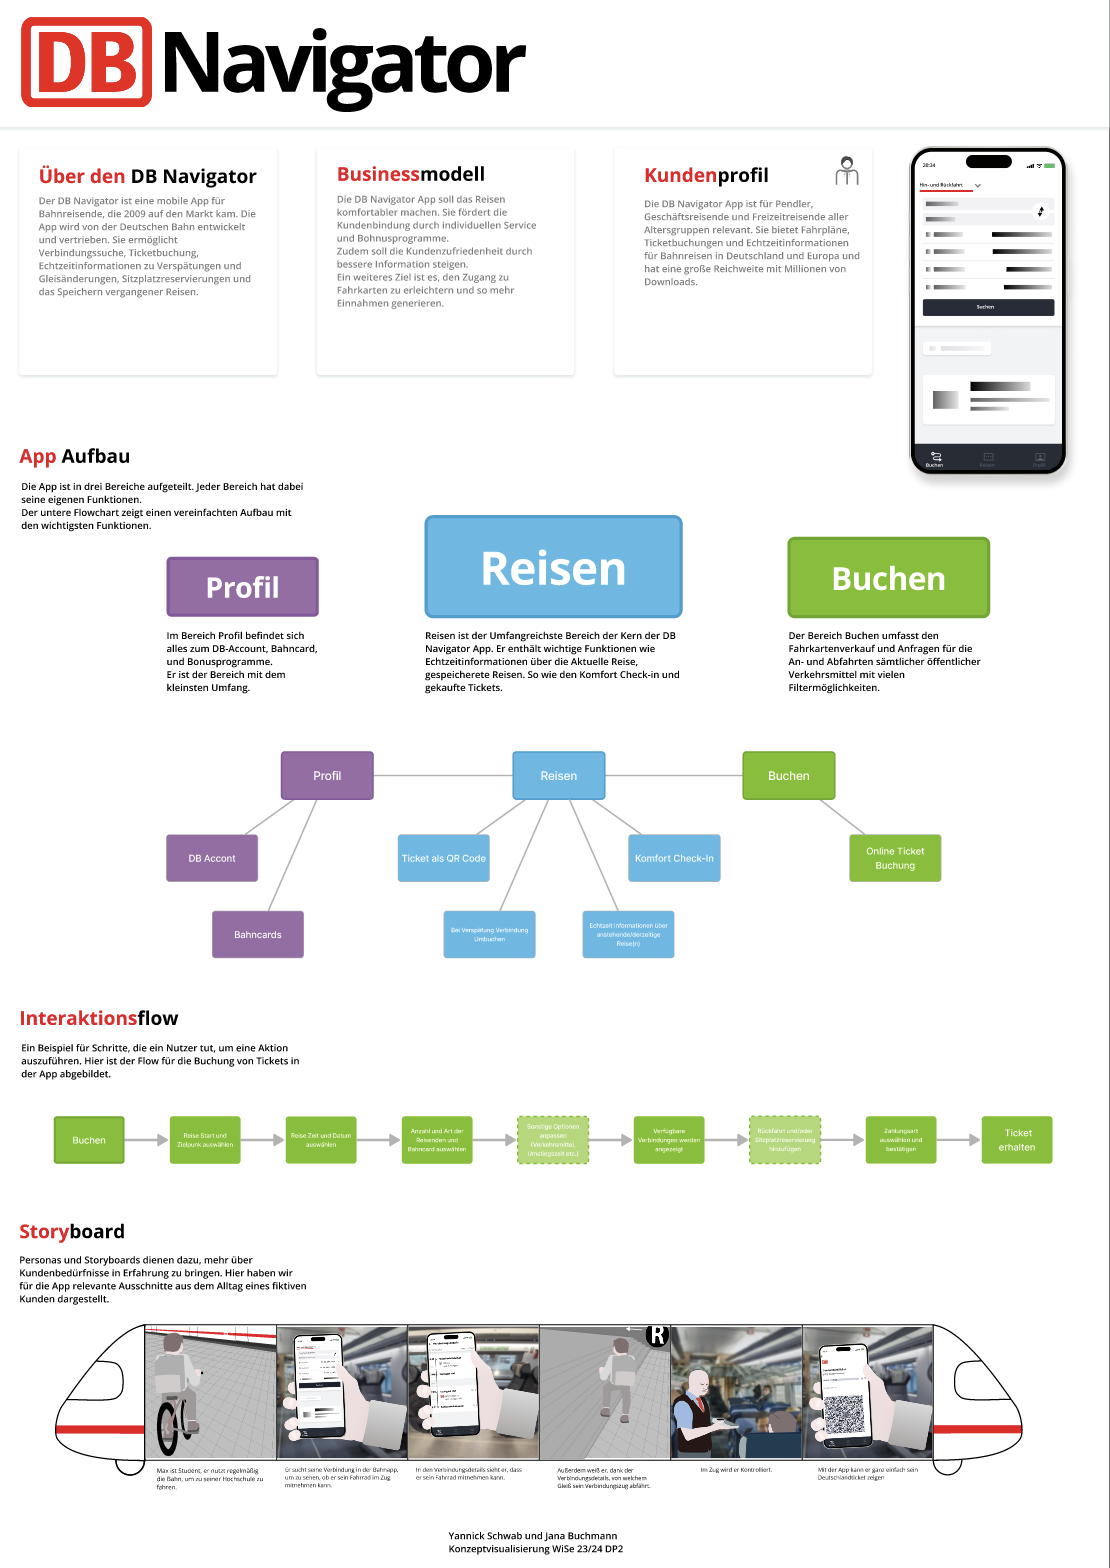 DB Navigator
Über den DB Navigator
Der DB Navigator ist eine mobile App für
Bahnreisende, die 2009 auf den Markt kam. Die
App wird von der Deutschen Bahn entwickelt
und vertrieben. Sie ermöglicht
Verbindungssuche, Ticketbuchung,
Echtzeitinformationen zu Verspätungen und
Gleisänderungen, Sitzplatzreservierungen und
das Speichern vergangener Reisen.
Businessmodell
Die DB Navigator App soll das Reisen
komfortabler machen. Sie fördert die
Kundenbindung durch individuellen Service
und Bohnusprogramme.
Zudem soll die Kundenzufriedenheit durch
bessere Information steigen.
Ein weiteres Ziel ist es, den Zugang zu
Fahrkarten zu erleichtern und so mehr
Einnahmen generieren.
Kundenprofil
Die DB Navigator App ist für Pendler,
Geschäftsreisende und Freizeitreisende aller
Altersgruppen relevant. Sie bietet Fahrpläne,
Ticketbuchungen und Echtzeitinformationen
für Bahnreisen in Deutschland und Europa und
hat eine große Reichweite mit Millionen von
Downloads.
20:34
Hin- und Rückfahrt
Suchen
Buchen
Reisen
Profil
App Aufbau
Die App ist in drei Bereiche aufgeteilt. Jeder Bereich hat dabei
seine eigenen Funktionen.
Der untere Flowchart zeigt einen vereinfachten Aufbau mit
den wichtigsten Funktionen.
Profil
Im Bereich Profil befindet sich
alles zum DB-Account, Bahncard,
und Bonusprogramme.
Er ist der Bereich mit dem
kleinsten Umfang.
Reisen
Reisen ist der Umfangreichste Bereich der Kern der DB
Navigator App. Er enthält wichtige Funktionen wie
Echtzeitinformationen über die Aktuelle Reise,
gespeicherete Reisen. So wie den Komfort Check-in und
gekaufte Tickets.
Buchen
Der Bereich Buchen umfasst den
Fahrkartenverkauf und Anfragen für die
An- und Abfahrten sämtlicher öffentlicher
Verkehrsmittel mit vielen
Filtermöglichkeiten.
Profil
Reisen
Buchen
DB Accont
Ticket als QR Code
Komfort Check-In
Online Ticket
Buchung
Bahncards
Bei Verspätung Verbindung
Umbuchen
Echtzeit Informationen über
anstehende/derzeitige
Reise(n)
Interaktionsflow
Ein Beispiel für Schritte, die ein Nutzer tut, um eine Aktion
auszuführen. Hier ist der Flow für die Buchung von Tickets in
der App abgebildet.
Buchen
Reise Start und
Zielpunk auswählen
Reise Zeit und Datum
auswählen
Anzahl und Art der
Reisenden und
Bahncard auswählen
Sonstige Optionen
anpassen
(Verkehrsmittel,
Umstiegszeit etc.)
Verfügbare
Verbindungen werden
angezeigt
Rückfahrt und/oder
Sitzplatzreservierung
hinzufügen
Zahlungsart
auswählen und
bestätigen
Ticket
erhalten
Storyboard
Personas und Storyboards dienen dazu, mehr über
Kundenbedürfnisse in Erfahrung zu bringen. Hier haben wir
für die App relevante Ausschnitte aus dem Alltag eines fiktiven
Kunden dargestellt.
R
Max ist Student, er nutzt regelmäßig
die Bahn, um zu seiner Hochschule zu
fahren.
Er sucht seine Verbindung in der Bahnapp,
um zu sehen, ob er sein Fahrrad im Zug
mitnehmen kann.
In den Verbindungsdetails sieht er, dass
er sein Fahrrad mitnehmen kann.
Außerdem weiß er, dank der
Verbindungsdetails, von welchem
Gleiß sein Verbindungszug abfährt.
Im Zug wird er Kontrolliert.
Mit der App kann er ganz einfach sein
Deutschlandticket zeigen
Yannick Schwab und Jana Buchmann
Konzeptvisualisierung WiSe 23/24 DP2